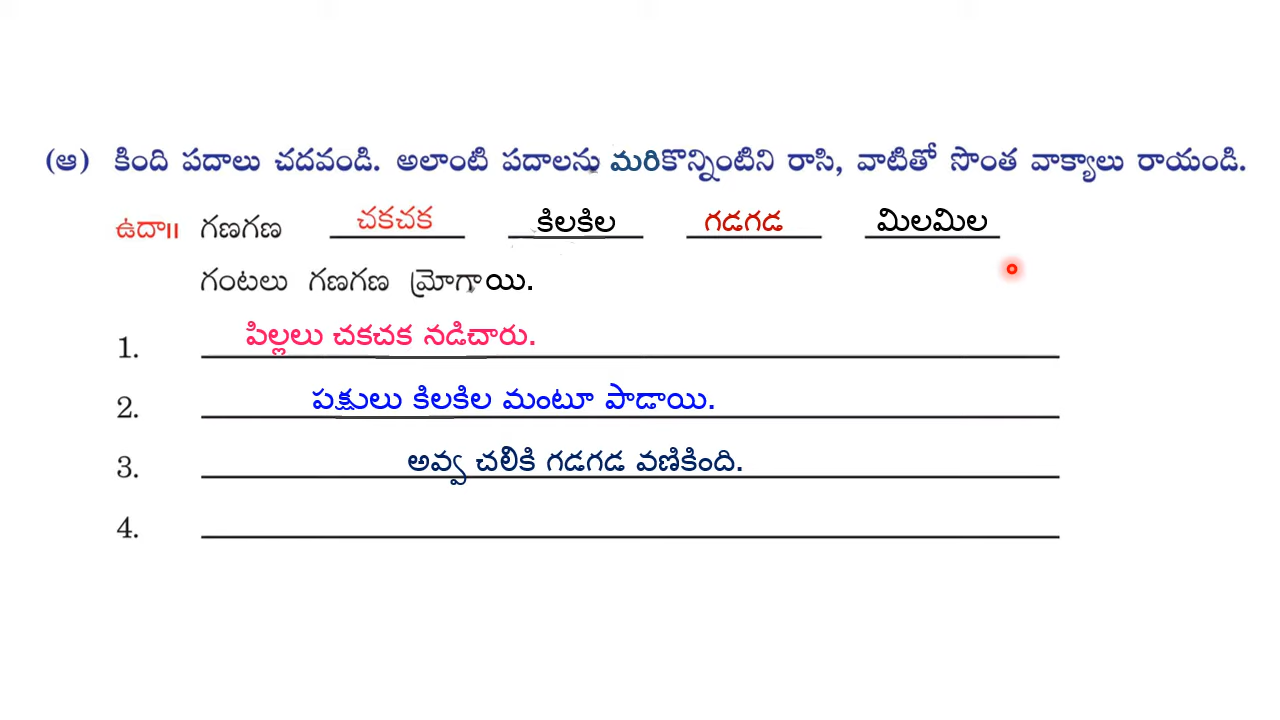 (ఆ) కింది పదాలు చదవండి. అలాంటి పదాలను మరికొన్నింటిని రాసి, వాటితో సొంత వాక్యాలు రాయండి.
ఉదా॥ గణగణ చకచక కిలకిల గడగడ మిలమిల
గంటలు గణగణ మ్రోగాయి.
1. పిల్లలు చకచక నడిచారు.
2. పక్షులు కిలకిల మంటూ పాడాయి.
3. అవ్వ చలికి గడగడ వణికింది.
4.